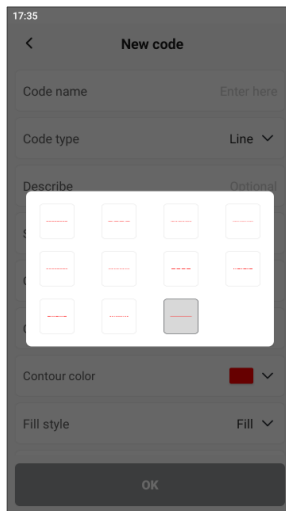 17:35
New code
Code name
Enter here
Code type
Line
Describe
Optional
Contour color
Fill style
Fill
OK